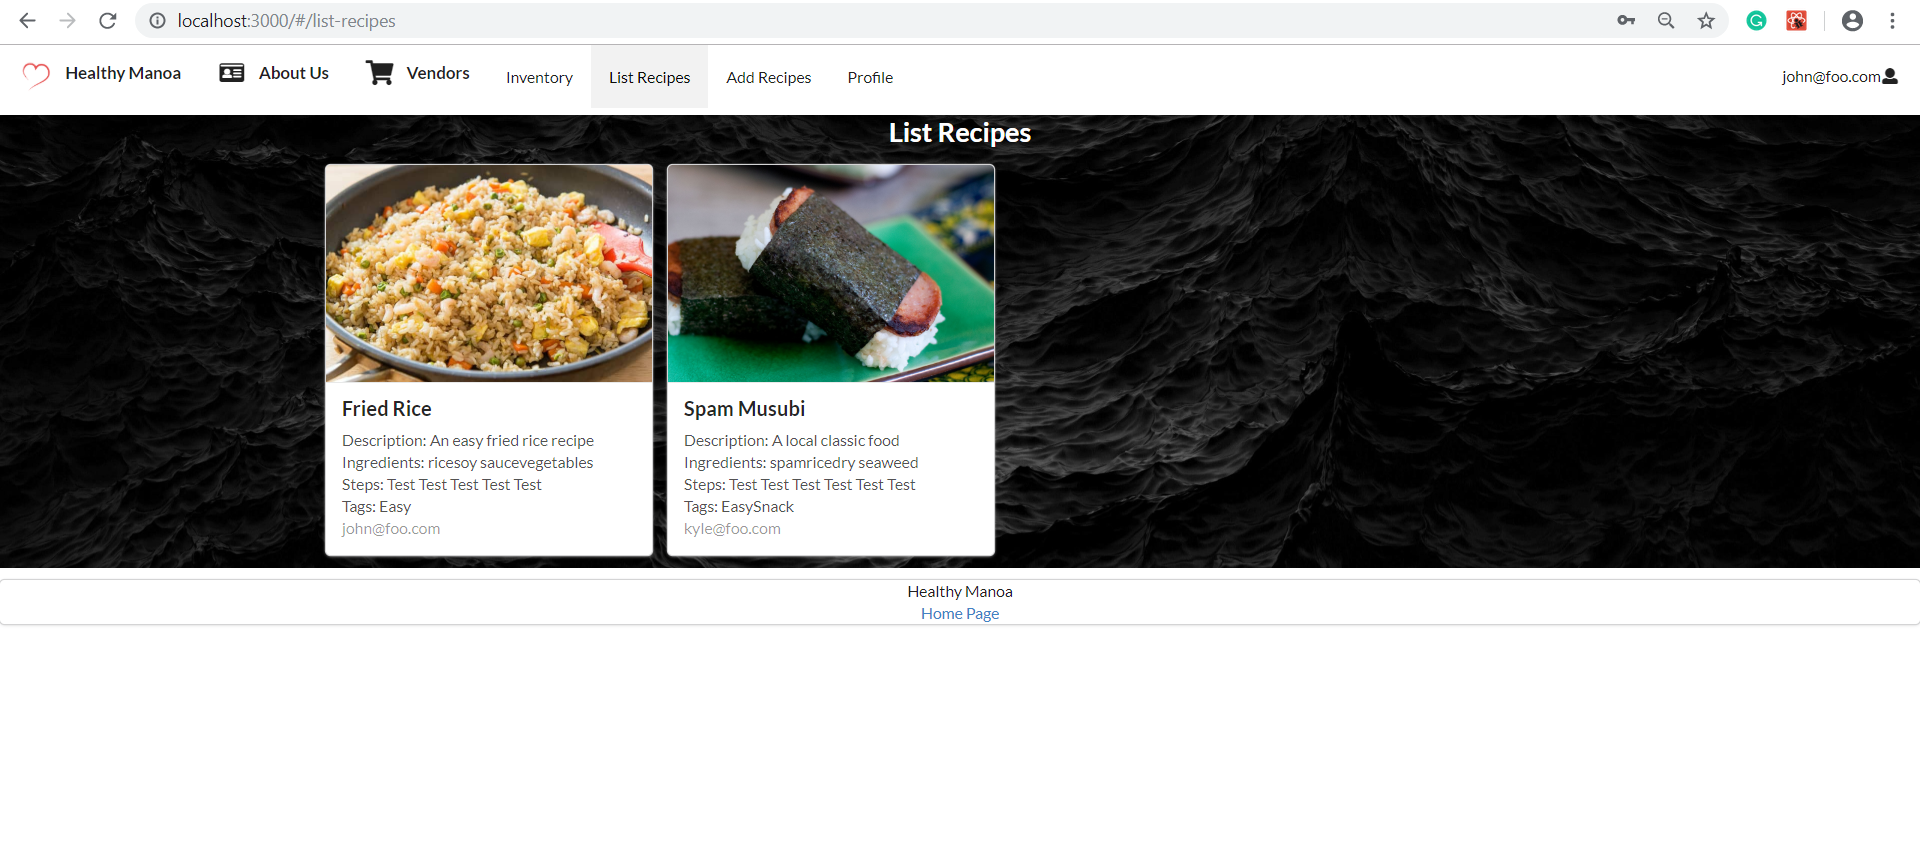 localhost:3000/#/list-recipes
Healthy Manoa About Us Vendors Inventory List Recipes Add Recipes Profile john@foo.com
List Recipes
Fried Rice
Description: An easy fried rice recipe
Ingredients: ricesoy saucevegetables
Steps: Test Test Test Test Test
Tags: Easy
john@foo.com
Spam Musubi
Description: A local classic food
Ingredients: spamricedry seaweed
Steps: Test Test Test Test Test Test
Tags: EasySnack
kyle@foo.com
Healthy Manoa
Home Page